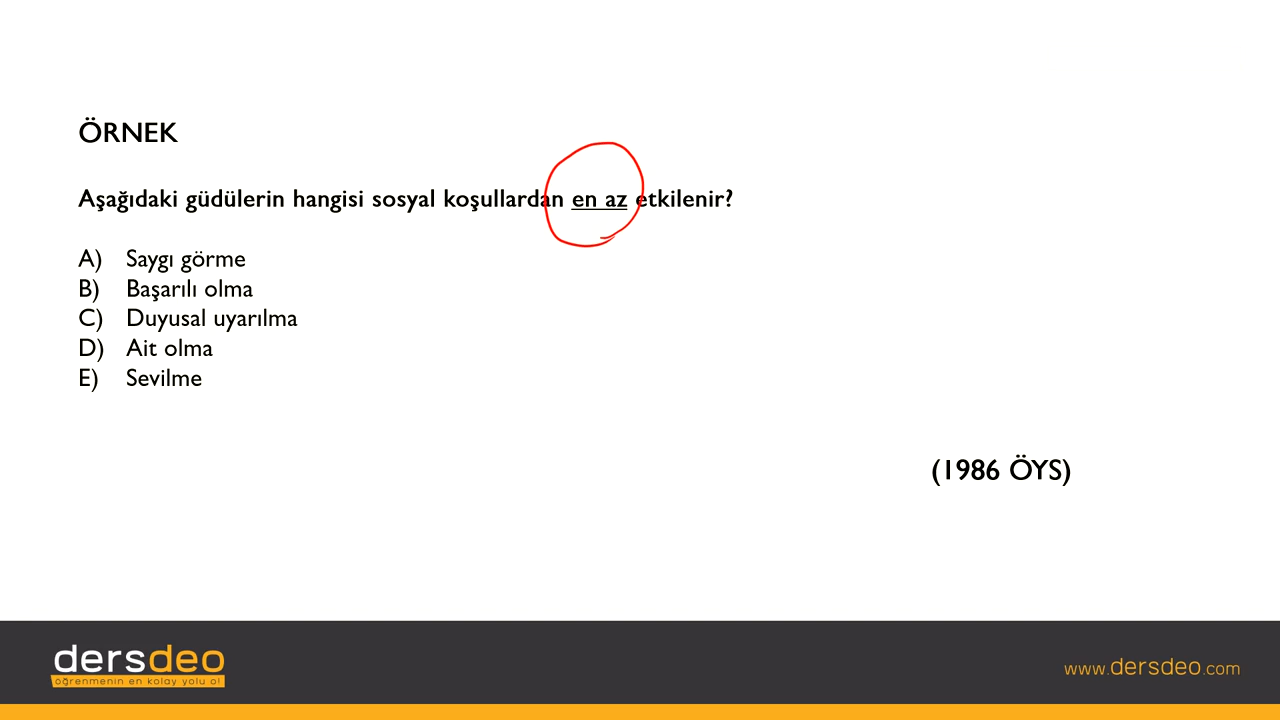 ÖRNEK
Aşağıdaki güdülerin hangisi sosyal koşullardan en az etkilenir?
A) Saygı görme
B) Başarılı olma
C) Duyusal uyarılma
D) Ait olma
E) Sevilme
(1986 ÖYS)
dersdeo
öğrenmenin en kolay yolu o!
www.dersdeo.com